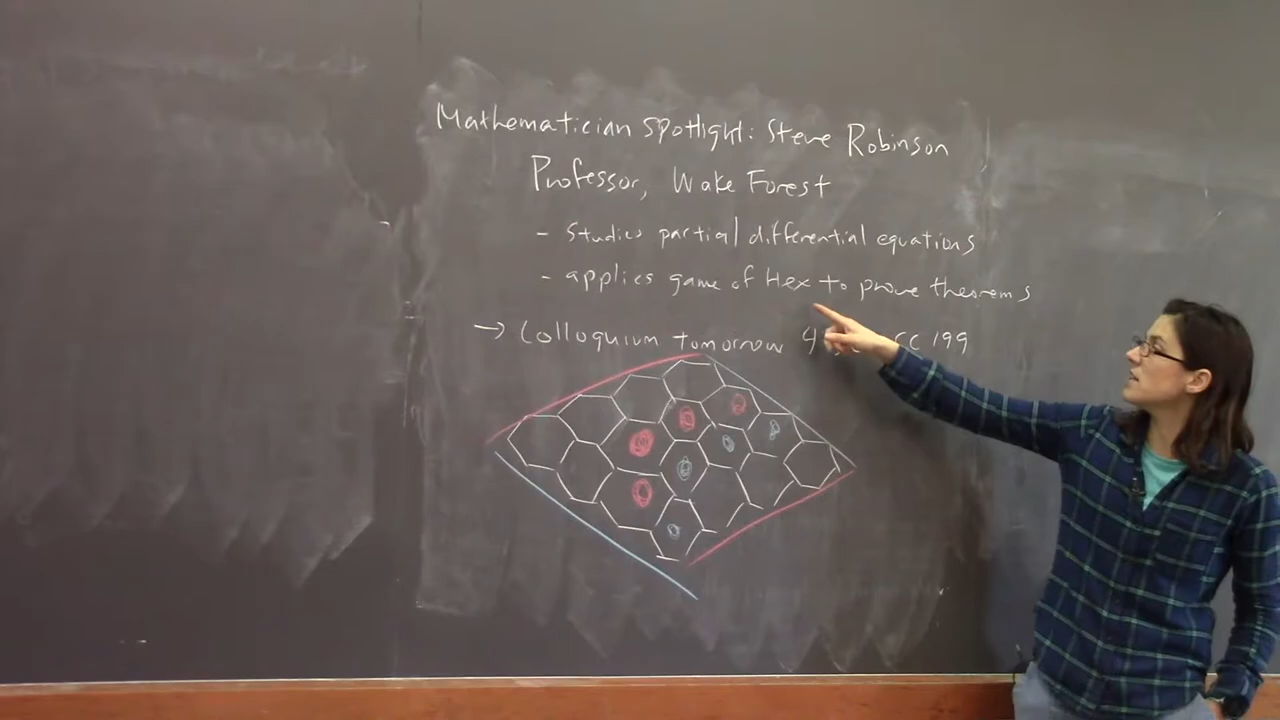 Mathematician Spotlight: Steve Robinson
Professor, Wake Forest
- Studies partial differential equations
- applies game of Hex to prove theorems
→ Colloquium tomorrow 4 CC 199